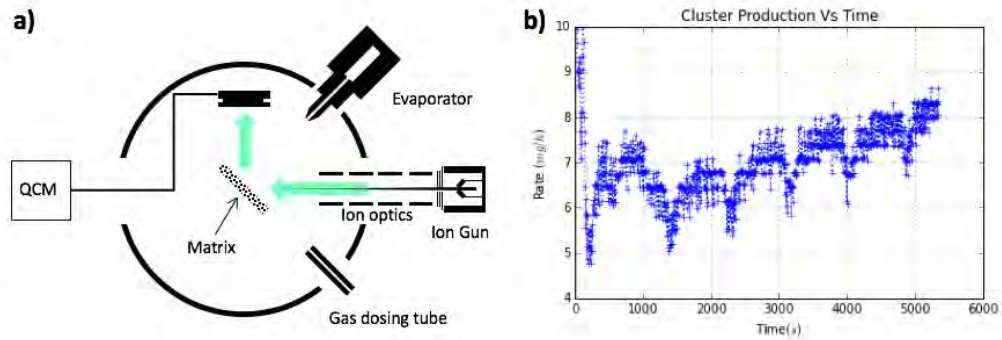 a)
Evaporator
QCM
Ion optics
Matrix
Ion Gun
Gas dosing tube
b)
Cluster Production Vs Time
10
9
8
7
6
5
4
Rate (mg/h)
0 1000 2000 3000 4000 5000 6000
Time(s)